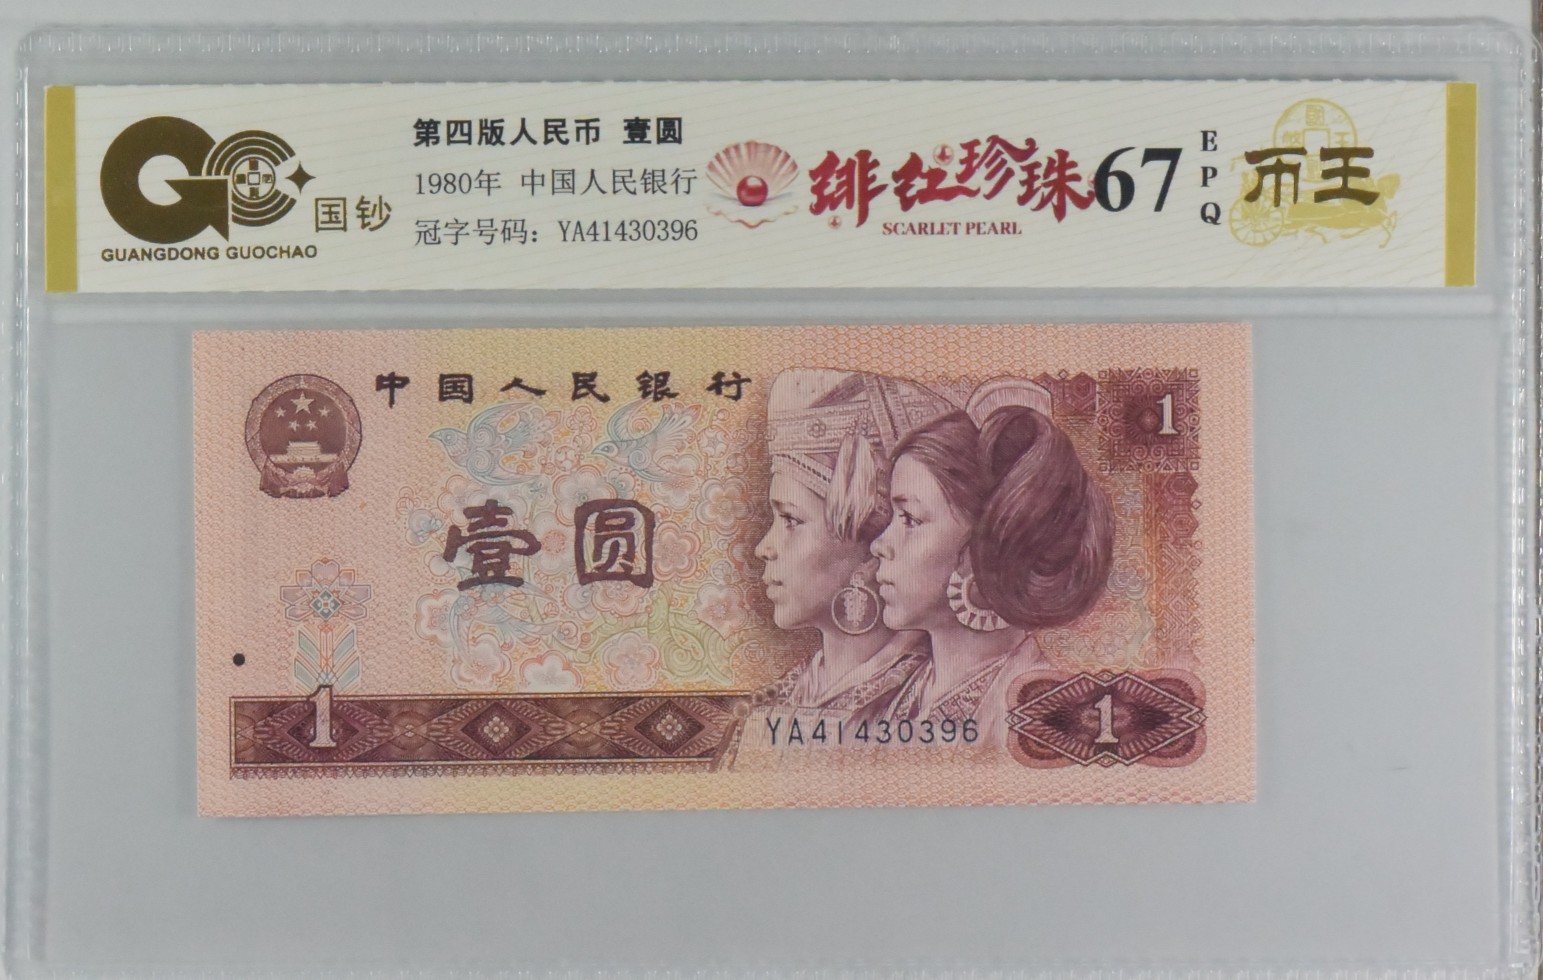 GC 国钞
GUANGDONG GUOCHAO
第四版人民币 壹圆
1980年 中国人民银行
冠字号码：YA41430396
绯红珍珠
SCARLET PEARL
67
EPQ
币王
中国人民银行
1
壹圆
1
YA41430396
1